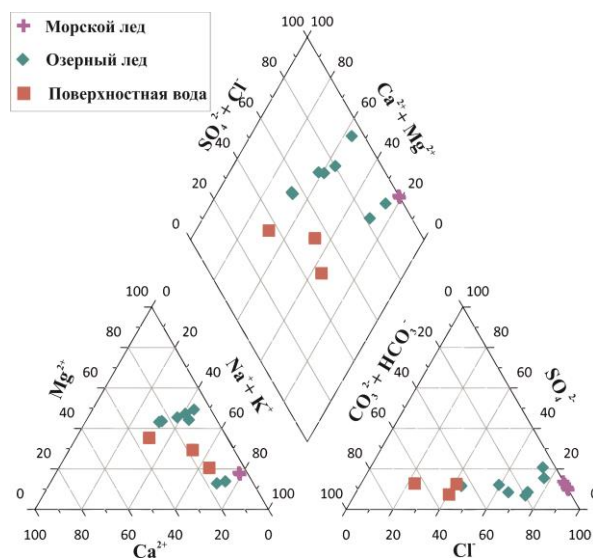 Морской лед
Озерный лед
Поверхностная вода
100 100
80 80
60 60
40 40
20 20
0 0
SO₄²⁻ + Cl⁻
Ca²⁺ + Mg²⁺
100 0
80 20
60 40
40 60
20 80
0 100
Mg²⁺
Na⁺ + K⁺
100 80 60 40 20 0
Ca²⁺
0 100
20 80
40 60
60 40
80 20
100 0
CO₃²⁻ + HCO₃⁻
SO₄²⁻
0 20 40 60 80 100
Cl⁻